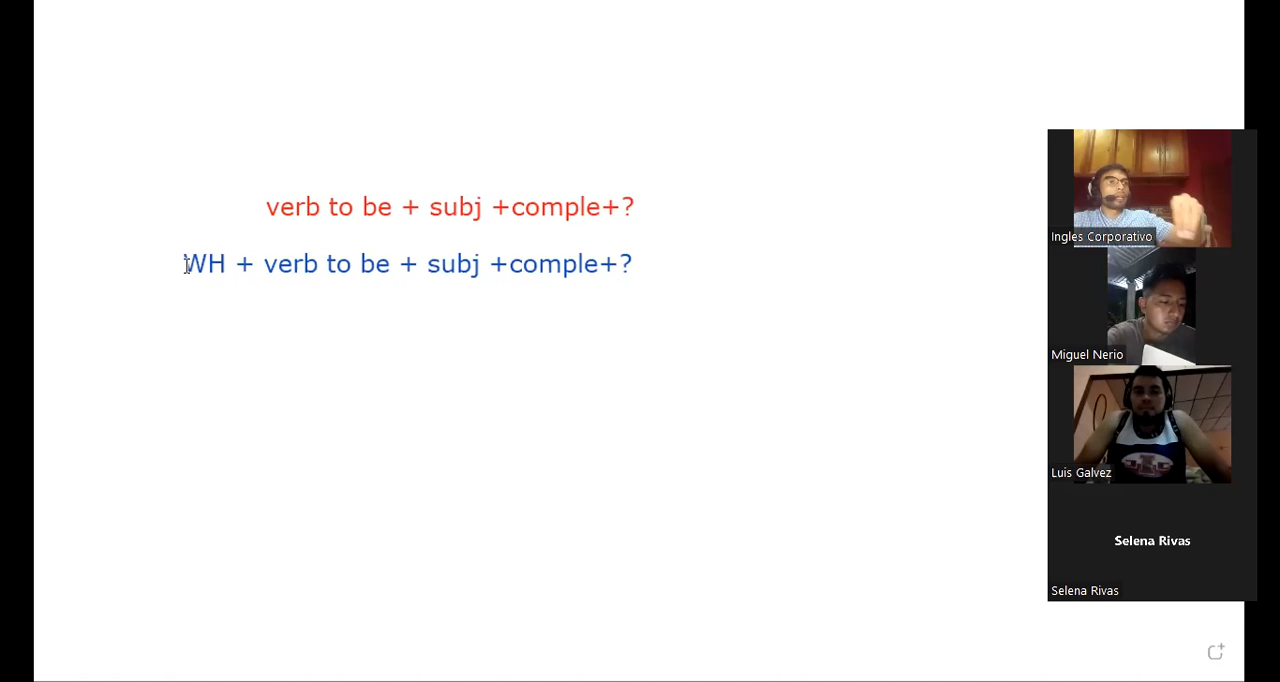 verb to be + subj +comple+?
WH + verb to be + subj +comple+?
Ingles Corporativo
Miguel Nerio
Luis Galvez
Selena Rivas
Selena Rivas